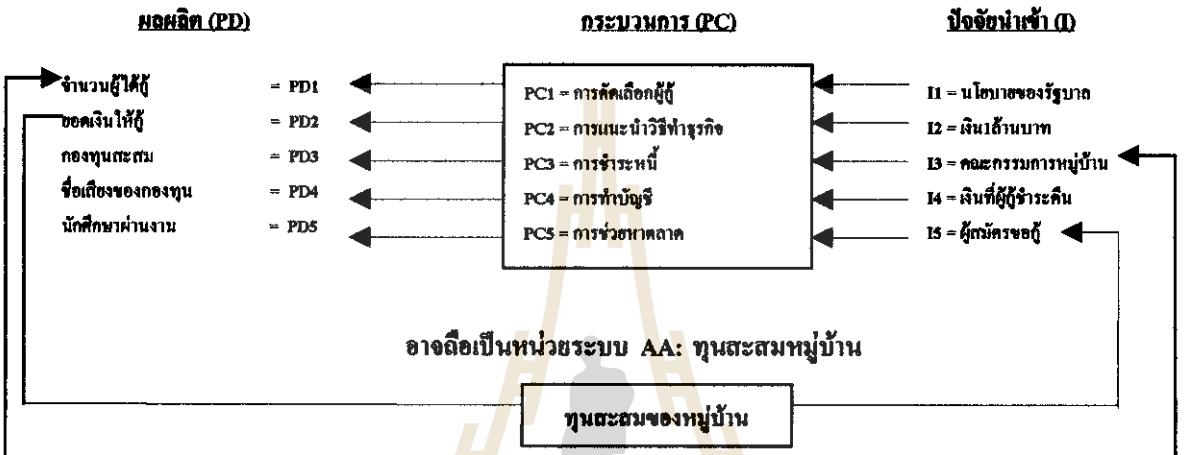 ผลผลิต (PD) กระบวนการ (PC) ปัจจัยนำเข้า (I)
จำนวนผู้ได้กู้ = PD1 PC1 = การคัดเลือกผู้กู้ I1 = นโยบายของรัฐบาล
ยอดเงินให้กู้ = PD2 PC2 = การแนะนำวิธีทำธุรกิจ I2 = เงิน1ล้านบาท
กองทุนสะสม = PD3 PC3 = การชำระหนี้ I3 = คณะกรรมการหมู่บ้าน
ชื่อเสียงของกองทุน = PD4 PC4 = การทำบัญชี I4 = เงินที่ผู้กู้ชำระคืน
นักศึกษาผ่านงาน = PD5 PC5 = การช่วยหาตลาด I5 = ผู้สมัครขอกู้
อาจถือเป็นหน่วยระบบ AA: ทุนสะสมหมู่บ้าน
ทุนสะสมของหมู่บ้าน